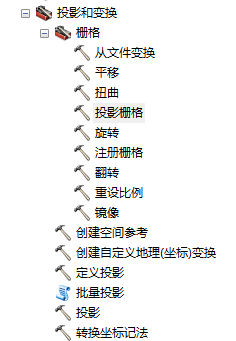 投影和变换
栅格
从文件变换
平移
扭曲
投影栅格
旋转
注册栅格
翻转
重设比例
镜像
创建空间参考
创建自定义地理(坐标)变换
定义投影
批量投影
投影
转换坐标记法